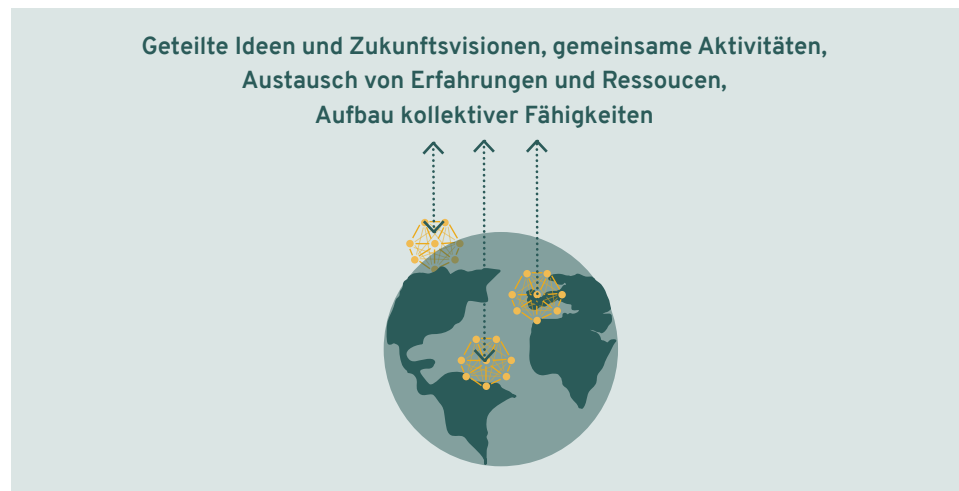 Geteilte Ideen und Zukunftsvisionen, gemeinsame Aktivitäten,
Austausch von Erfahrungen und Ressoucen,
Aufbau kollektiver Fähigkeiten